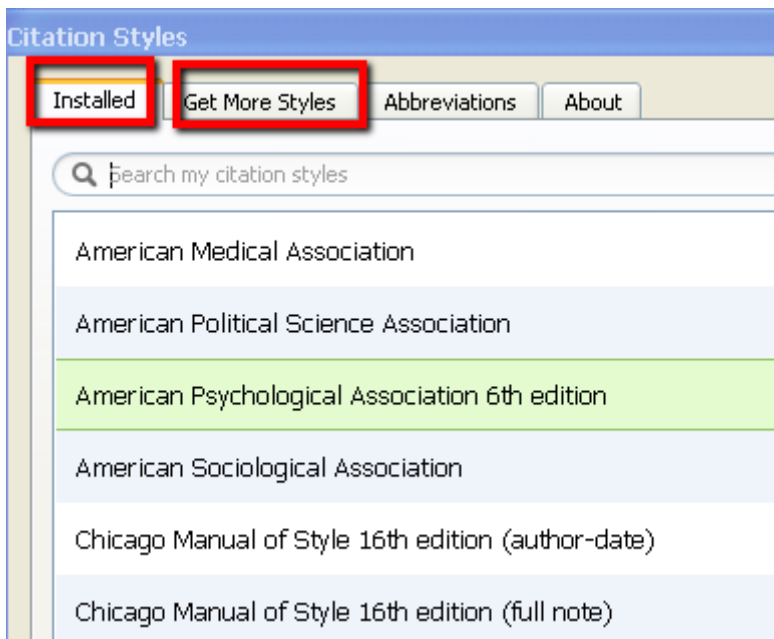 Citation Styles
Installed Get More Styles Abbreviations About
Search my citation styles
American Medical Association
American Political Science Association
American Psychological Association 6th edition
American Sociological Association
Chicago Manual of Style 16th edition (author-date)
Chicago Manual of Style 16th edition (full note)